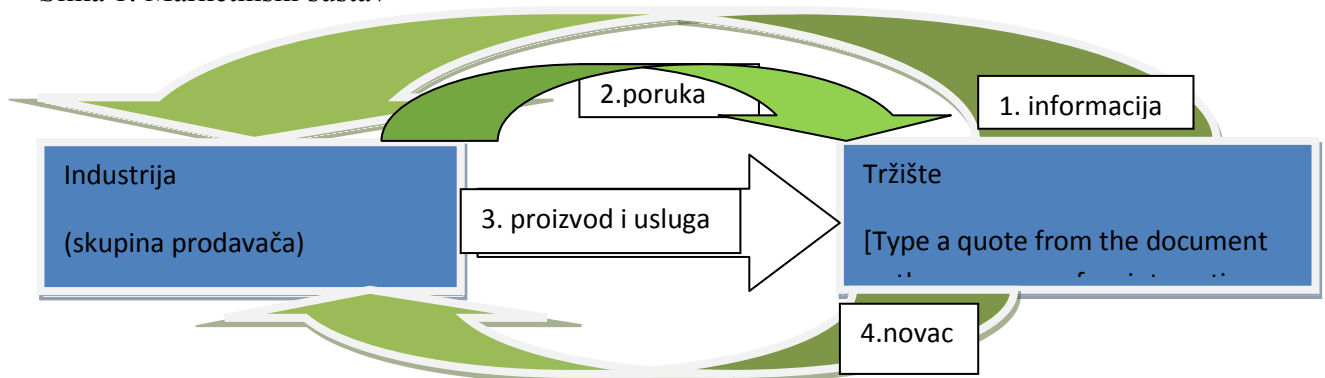 2.poruka
1. informacija
Industrija
(skupina prodavača)
3. proizvod i usluga
Tržište
[Type a quote from the document
4.novac